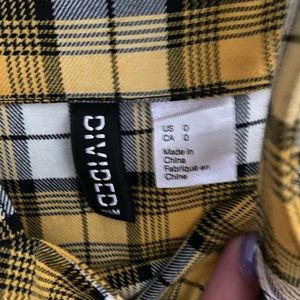 DIVIDED
US 0
CA 0
Made in
China
Fabriqué en
Chine